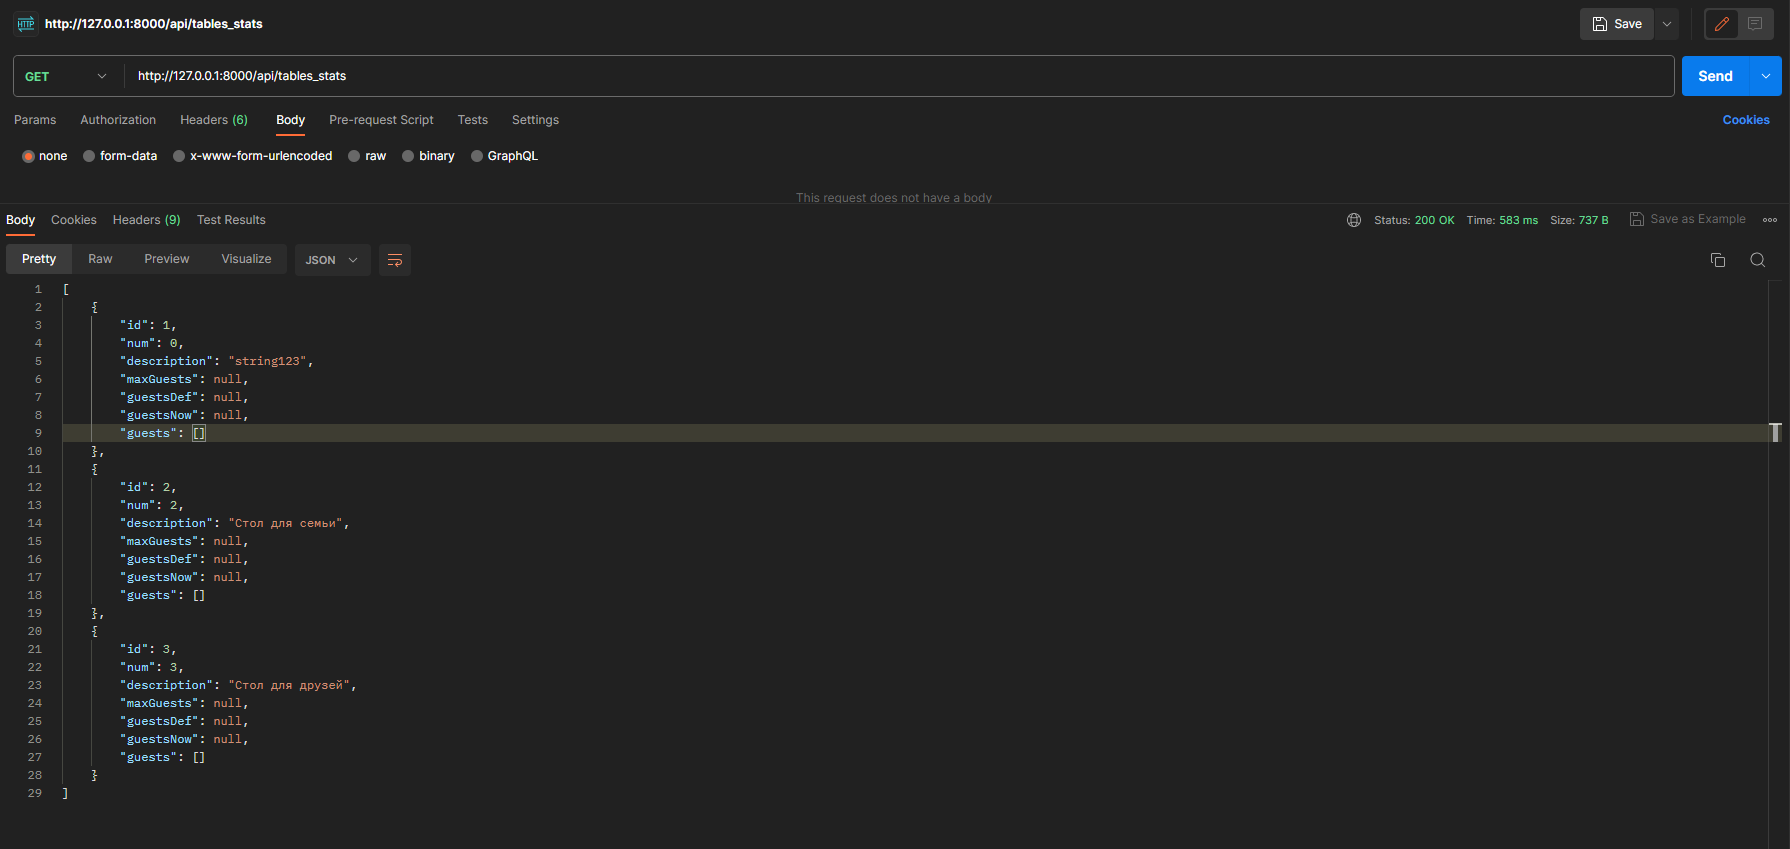 HTTP http://127.0.0.1:8000/api/tables_stats Save
GET http://127.0.0.1:8000/api/tables_stats Send
Params Authorization Headers (6) Body Pre-request Script Tests Settings Cookies
none form-data x-www-form-urlencoded raw binary GraphQL
This request does not have a body
Body Cookies Headers (9) Test Results Status: 200 OK Time: 583 ms Size: 737 B Save as Example
Pretty Raw Preview Visualize JSON
1 [
2 {
3 "id": 1,
4 "num": 0,
5 "description": "string123",
6 "maxGuests": null,
7 "guestsDef": null,
8 "guestsNow": null,
9 "guests": []
10 },
11 {
12 "id": 2,
13 "num": 2,
14 "description": "Стол для семьи",
15 "maxGuests": null,
16 "guestsDef": null,
17 "guestsNow": null,
18 "guests": []
19 },
20 {
21 "id": 3,
22 "num": 3,
23 "description": "Стол для друзей",
24 "maxGuests": null,
25 "guestsDef": null,
26 "guestsNow": null,
27 "guests": []
28 }
29 ]